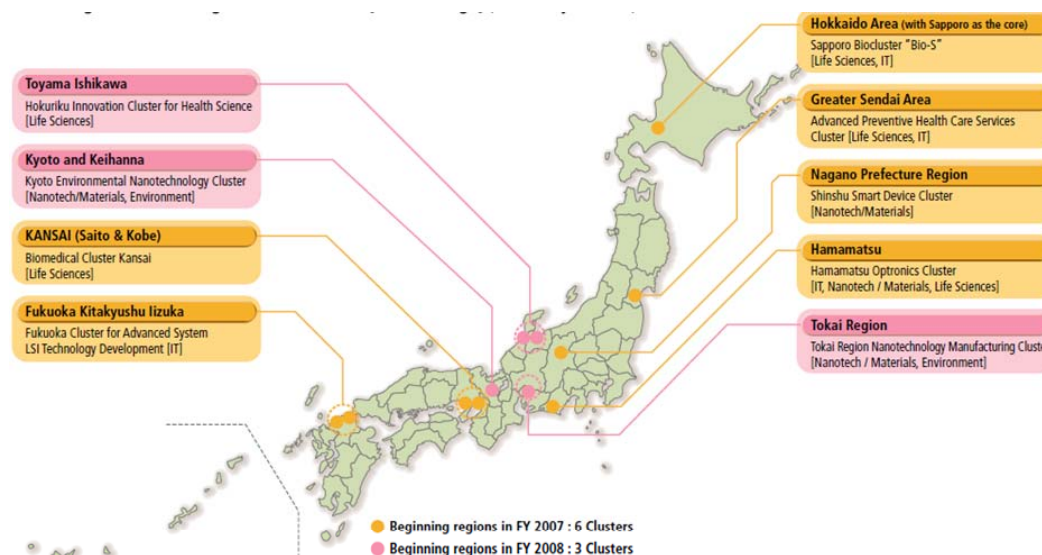 Hokkaido Area (with Sapporo as the core)
Sapporo Biocluster "Bio-S"
[Life Sciences, IT]
Toyama Ishikawa
Hokuriku Innovation Cluster for Health Science
[Life Sciences]
Greater Sendai Area
Advanced Preventive Health Care Services
Cluster [Life Sciences, IT]
Kyoto and Keihanna
Kyoto Environmental Nanotechnology Cluster
[Nanotech/Materials, Environment]
Nagano Prefecture Region
Shinshu Smart Device Cluster
[Nanotech/Materials]
KANSAI (Saito & Kobe)
Biomedical Cluster Kansai
[Life Sciences]
Hamamatsu
Hamamatsu Optronics Cluster
[IT, Nanotech / Materials, Life Sciences]
Fukuoka Kitakyushu Iizuka
Fukuoka Cluster for Advanced System
LSI Technology Development [IT]
Tokai Region
Tokai Region Nanotechnology Manufacturing Cluste
[Nanotech / Materials, Environment]
Beginning regions in FY 2007 : 6 Clusters
Beginning regions in FY 2008 : 3 Clusters